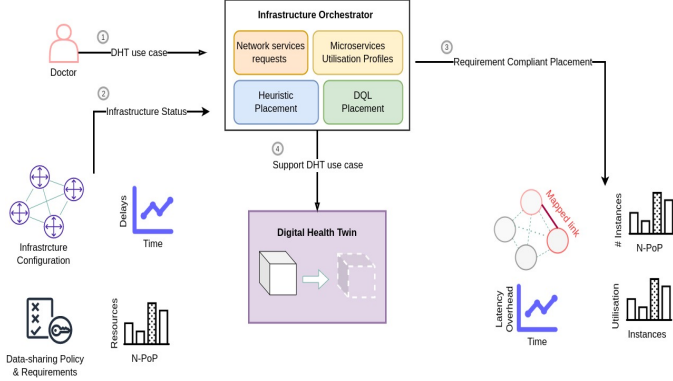 Infrastructure Orchestrator
1
DHT use case
Doctor
Network services
requests
Microservices
Utilisation Profiles
3
Requirement Compliant Placement
2
Infrastructure Status
Heuristic
Placement
DQL
Placement
4
Support DHT use case
Infrastrcture
Configuration
Delays
Time
Digital Health Twin
Mapped link
# Instances
N-PoP
Data-sharing Policy
& Requirements
Resources
N-PoP
Latency
Overhead
Time
Utilisation
Instances